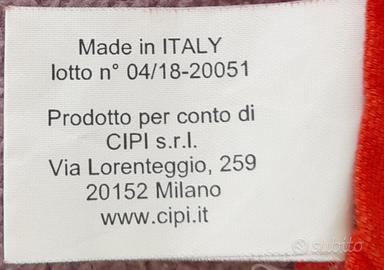 Made in ITALY
lotto n° 04/18-20051
Prodotto per conto di
CIPI s.r.l.
Via Lorenteggio, 259
20152 Milano
www.cipi.it
subito